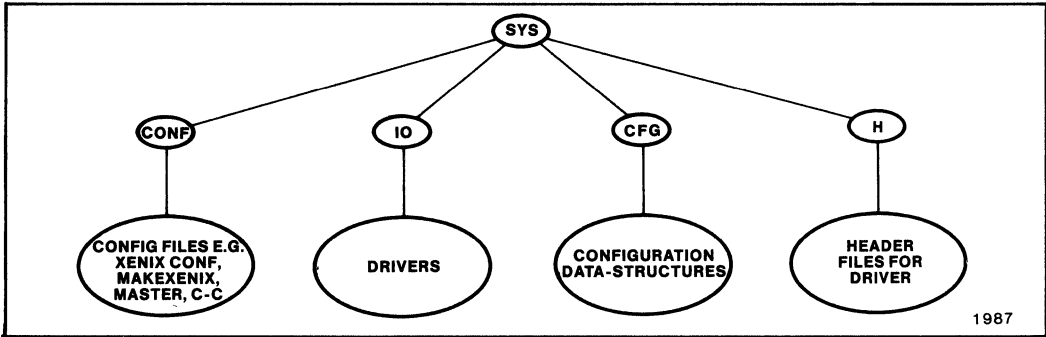 SYS
CONF
IO
CFG
H
CONFIG FILES E.G.
XENIX CONF,
MAKEXENIX,
MASTER, C-C
DRIVERS
CONFIGURATION
DATA-STRUCTURES
HEADER
FILES FOR
DRIVER
1987